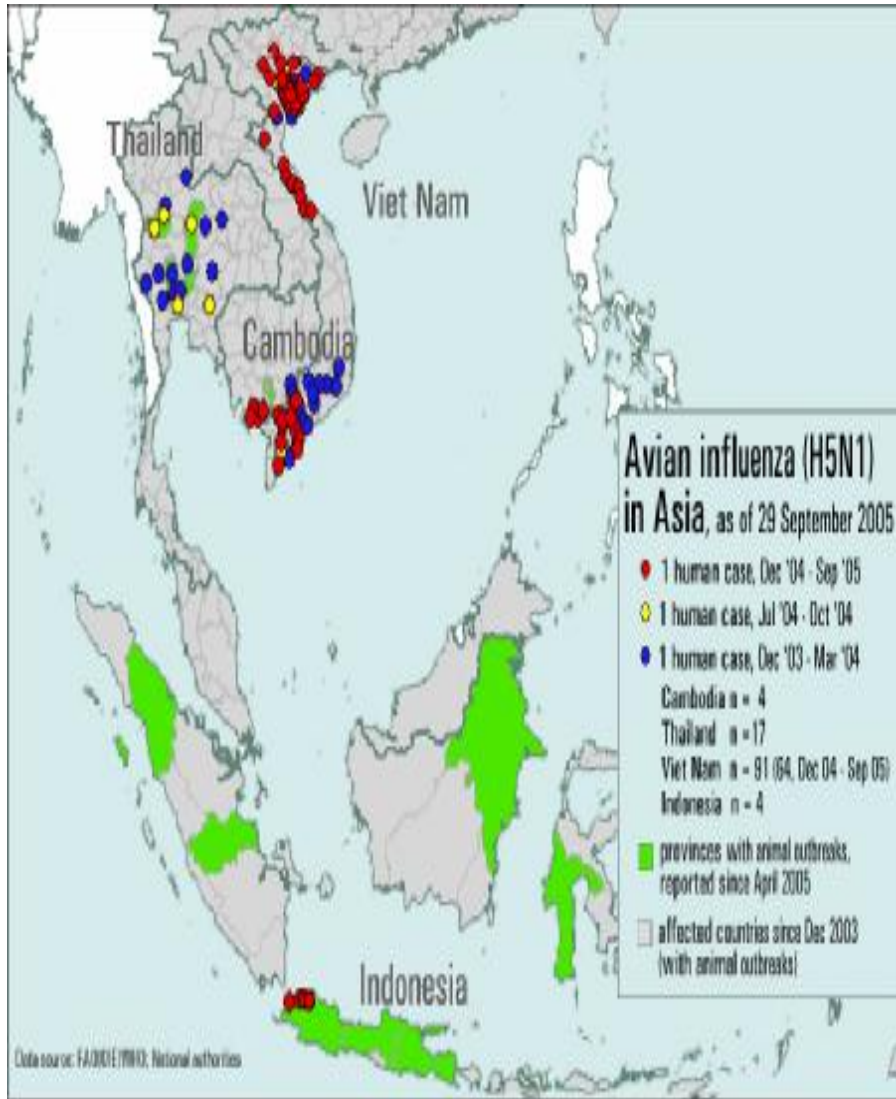 Thailand
Viet Nam
Cambodia
Indonesia
Avian influenza (H5N1)
in Asia, as of 29 September 2005
1 human case, Dec '04 - Sep '05
1 human case, Jul '04 - Oct '04
1 human case, Dec '03 - Mar '04
Cambodia n = 4
Thailand n =17
Viet Nam n = 91 (64, Dec 04 - Sep 05)
Indonesia n = 4
provinces with animal outbreaks,
reported since April 2005
affected countries since Dec 2003
(with animal outbreaks)
Data source: National authorities